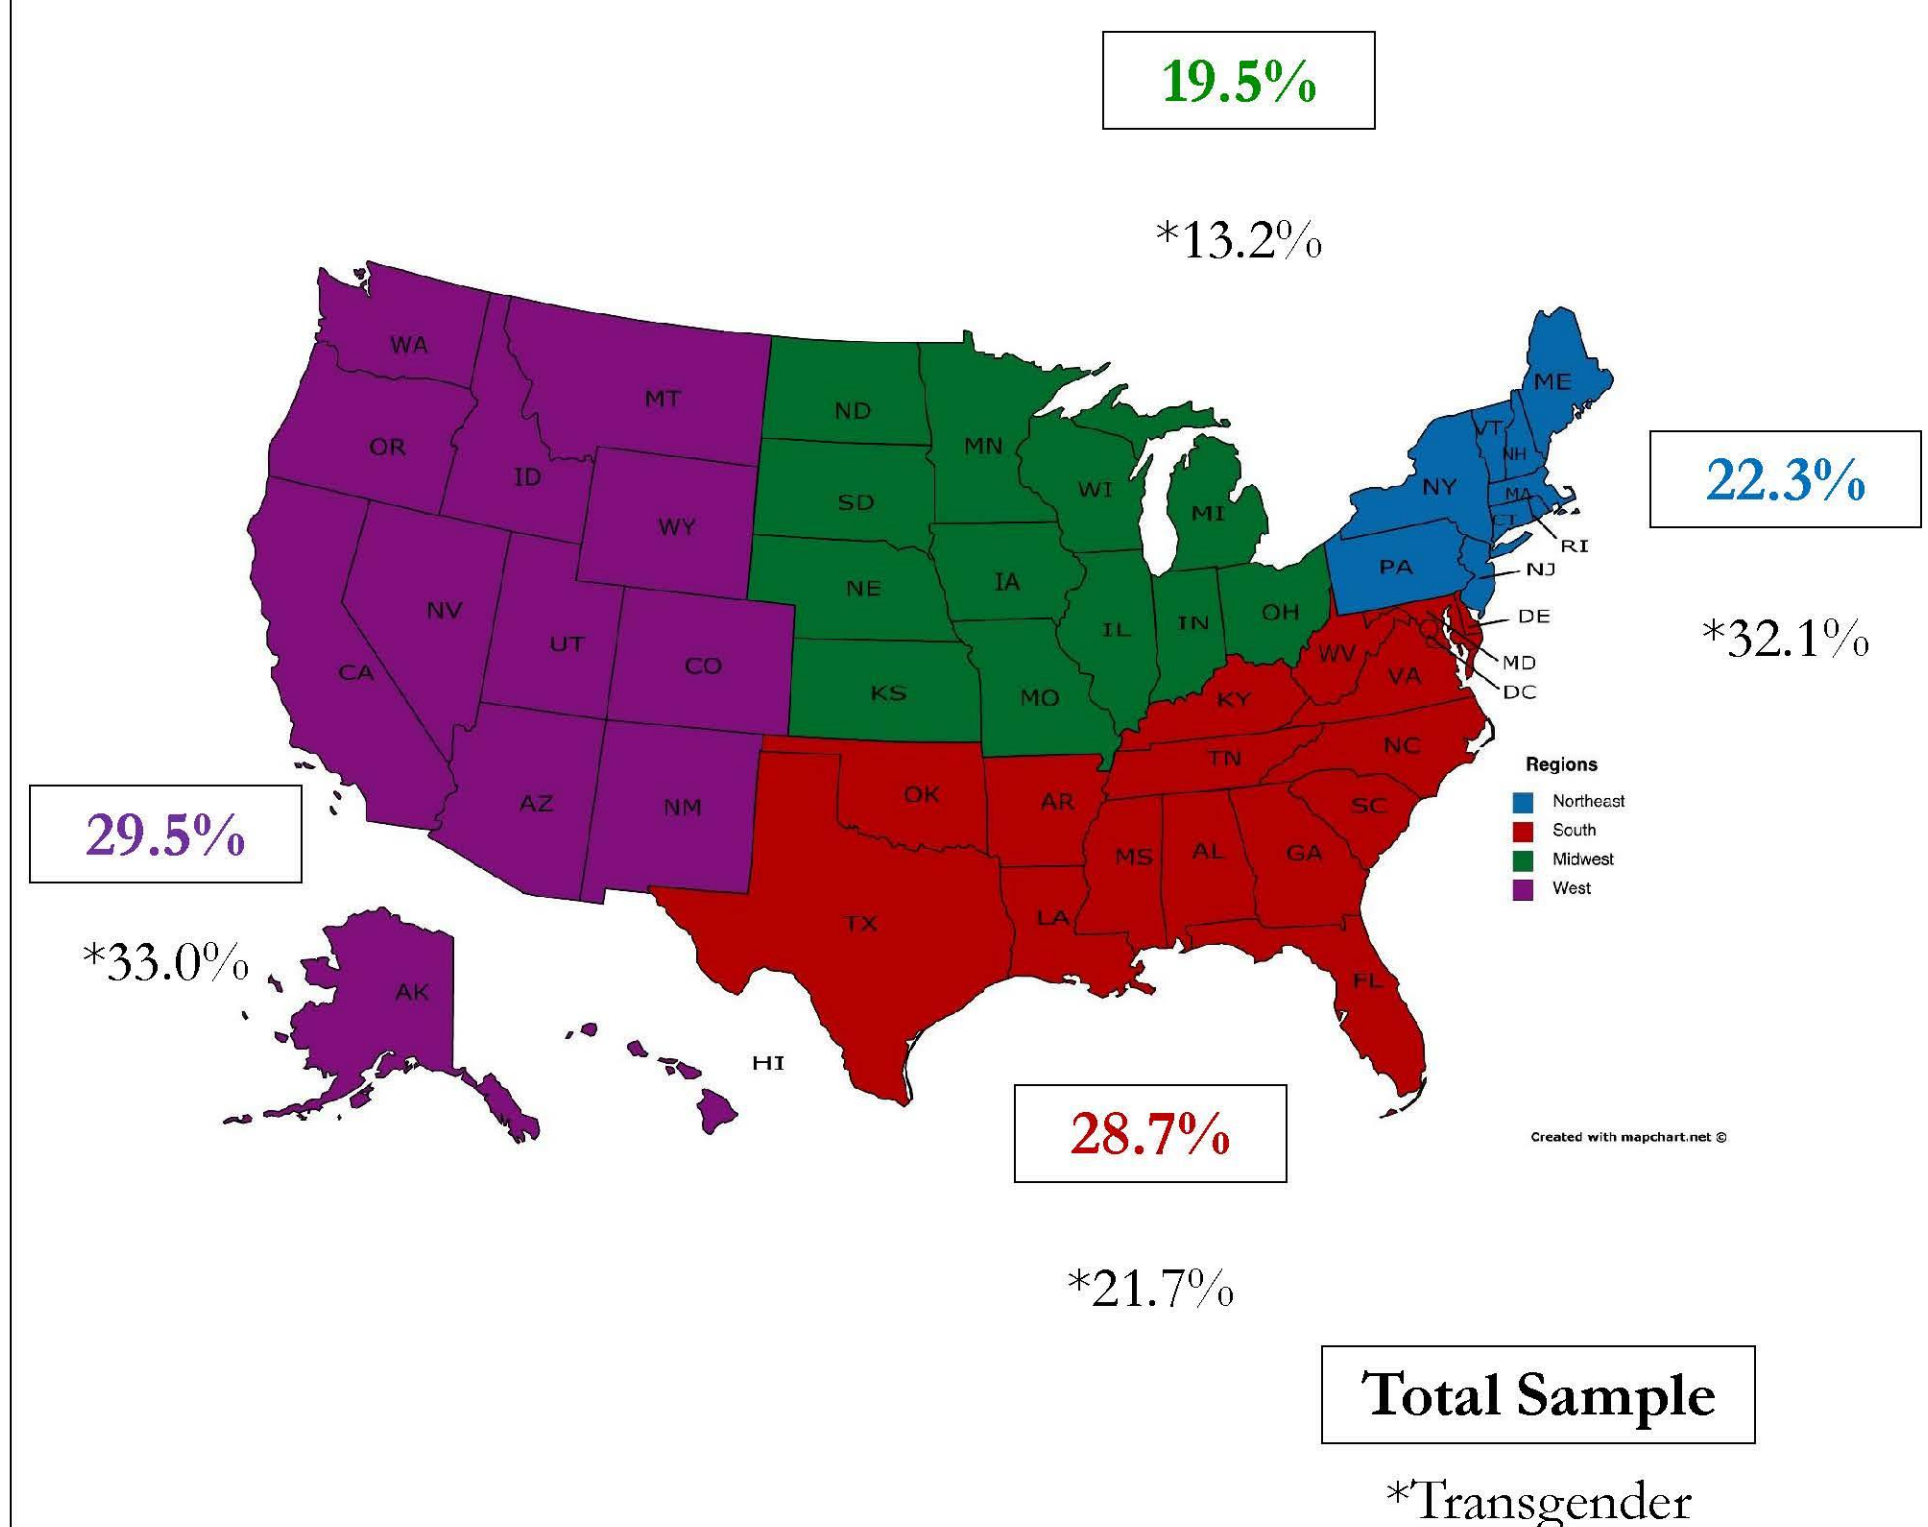 19.5%
*13.2%
WA
MT
ME
ND
OR
MN
VT
ID
NH
NY
WI
SD
MA
MI
WY
CT
RI
PA
NJ
IA
NE
NV
OH
DE
IN
IL
UT
WV
MD
CO
CA
VA
DC
KS
MO
KY
NC
TN
OK
AR
AZ
NM
SC
MS
AL
GA
LA
TX
FL
AK
HI
22.3%
*32.1%
Regions
Northeast
South
Midwest
West
29.5%
*33.0%
28.7%
*21.7%
Created with mapchart.net ©
Total Sample
*Transgender